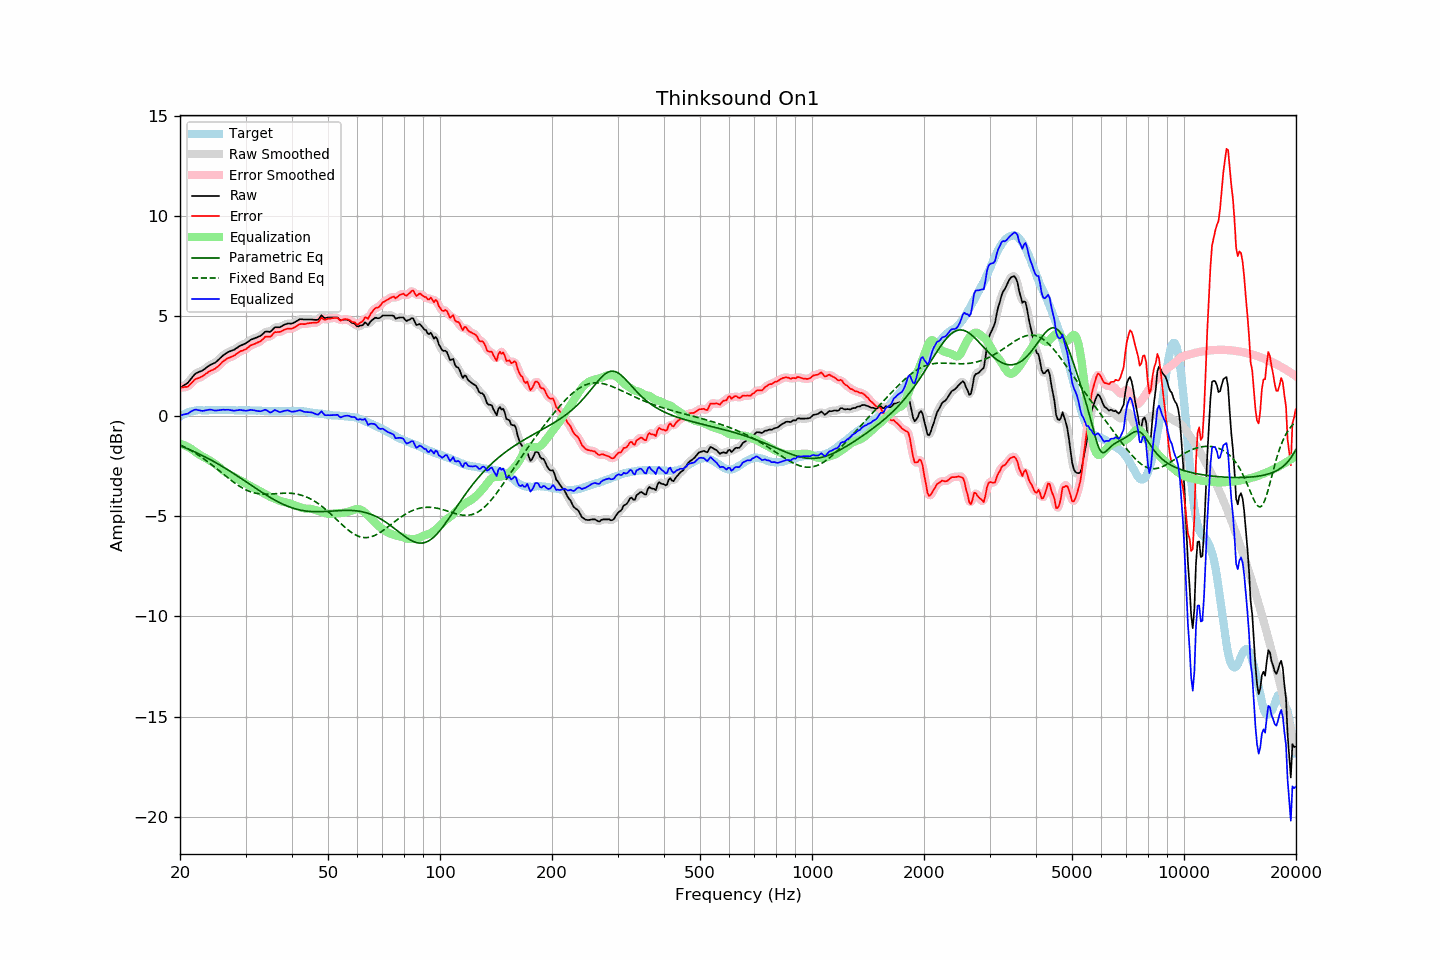 Thinksound On1
15
10
5
0
−5
−10
−15
−20
Amplitude (dBr)
Target
Raw Smoothed
Error Smoothed
Raw
Error
Equalization
Parametric Eq
Fixed Band Eq
Equalized
20
50
100
200
500
1000
2000
5000
10000
20000
Frequency (Hz)